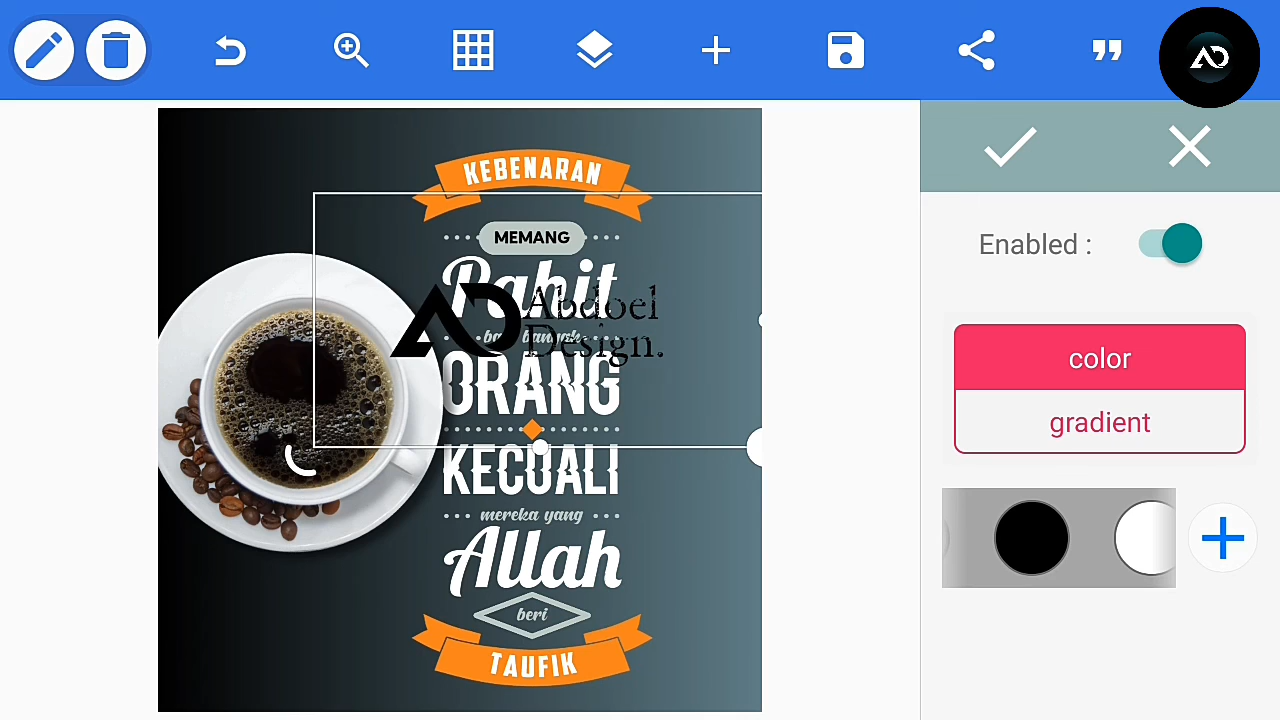 KEBENARAN
MEMANG
Pahit
Abdoel
Design.
ORANG
KECUALI
mereka yang
Allah
beri
TAUFIK
Enabled :
color
gradient